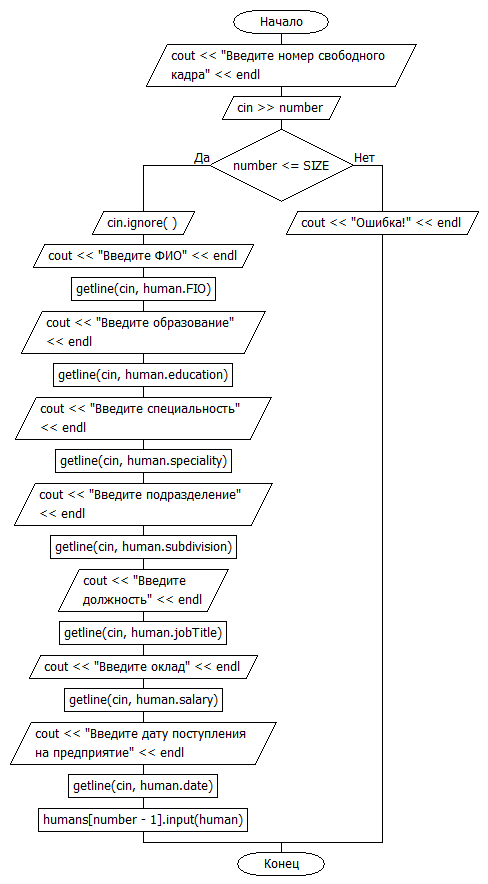 Начало
cout << "Введите номер свободного
кадра" << endl
cin >> number
Да
number <= SIZE
Нет
cin.ignore( )
cout << "Ошибка!" << endl
cout << "Введите ФИО" << endl
getline(cin, human.FIO)
cout << "Введите образование"
<< endl
getline(cin, human.education)
cout << "Введите специальность"
<< endl
getline(cin, human.speciality)
cout << "Введите подразделение"
<< endl
getline(cin, human.subdivision)
cout << "Введите
должность" << endl
getline(cin, human.jobTitle)
cout << "Введите оклад" << endl
getline(cin, human.salary)
cout << "Введите дату поступления
на предприятие" << endl
getline(cin, human.date)
humans[number - 1].input(human)
Конец